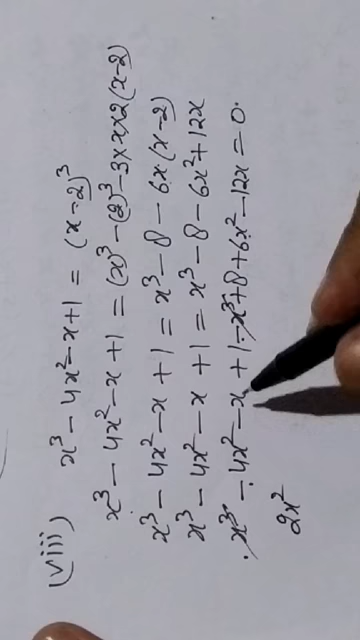 (viii) x³ - 4x² - x + 1 = (x - 2)³
x³ - 4x² - x + 1 = (x)³ - (2)³ - 3×x×2(x - 2)
x³ - 4x² - x + 1 = x³ - 8 - 6x(x - 2)
x³ - 4x² - x + 1 = x³ - 8 - 6x² + 12x
x³ - 4x² - x + 1 - x³ + 8 + 6x² - 12x = 0.
2x²